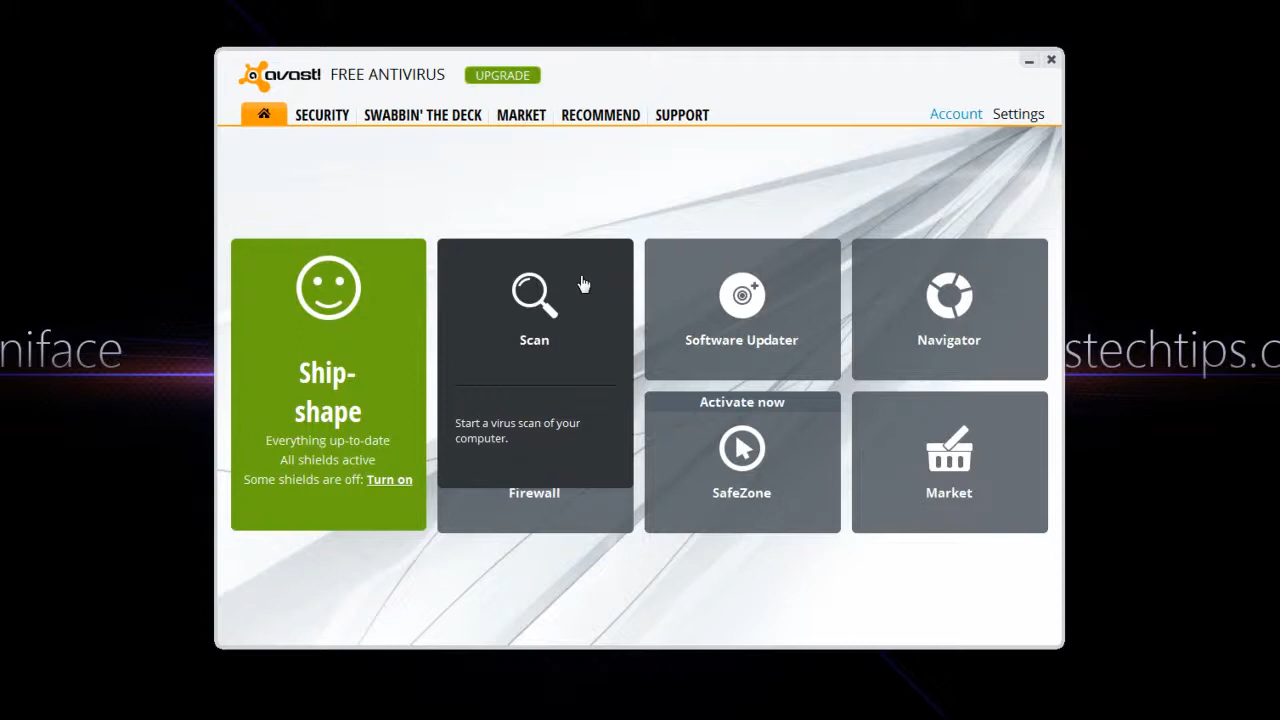 avast! FREE ANTIVIRUS UPGRADE
SECURITY SWABBIN' THE DECK MARKET RECOMMEND SUPPORT Account Settings
Ship-
shape
Everything up-to-date
All shields active
Some shields are off: Turn on
Scan
Start a virus scan of your
computer.
Firewall
Software Updater
Navigator
Activate now
SafeZone
Market
niface
stechtips.c